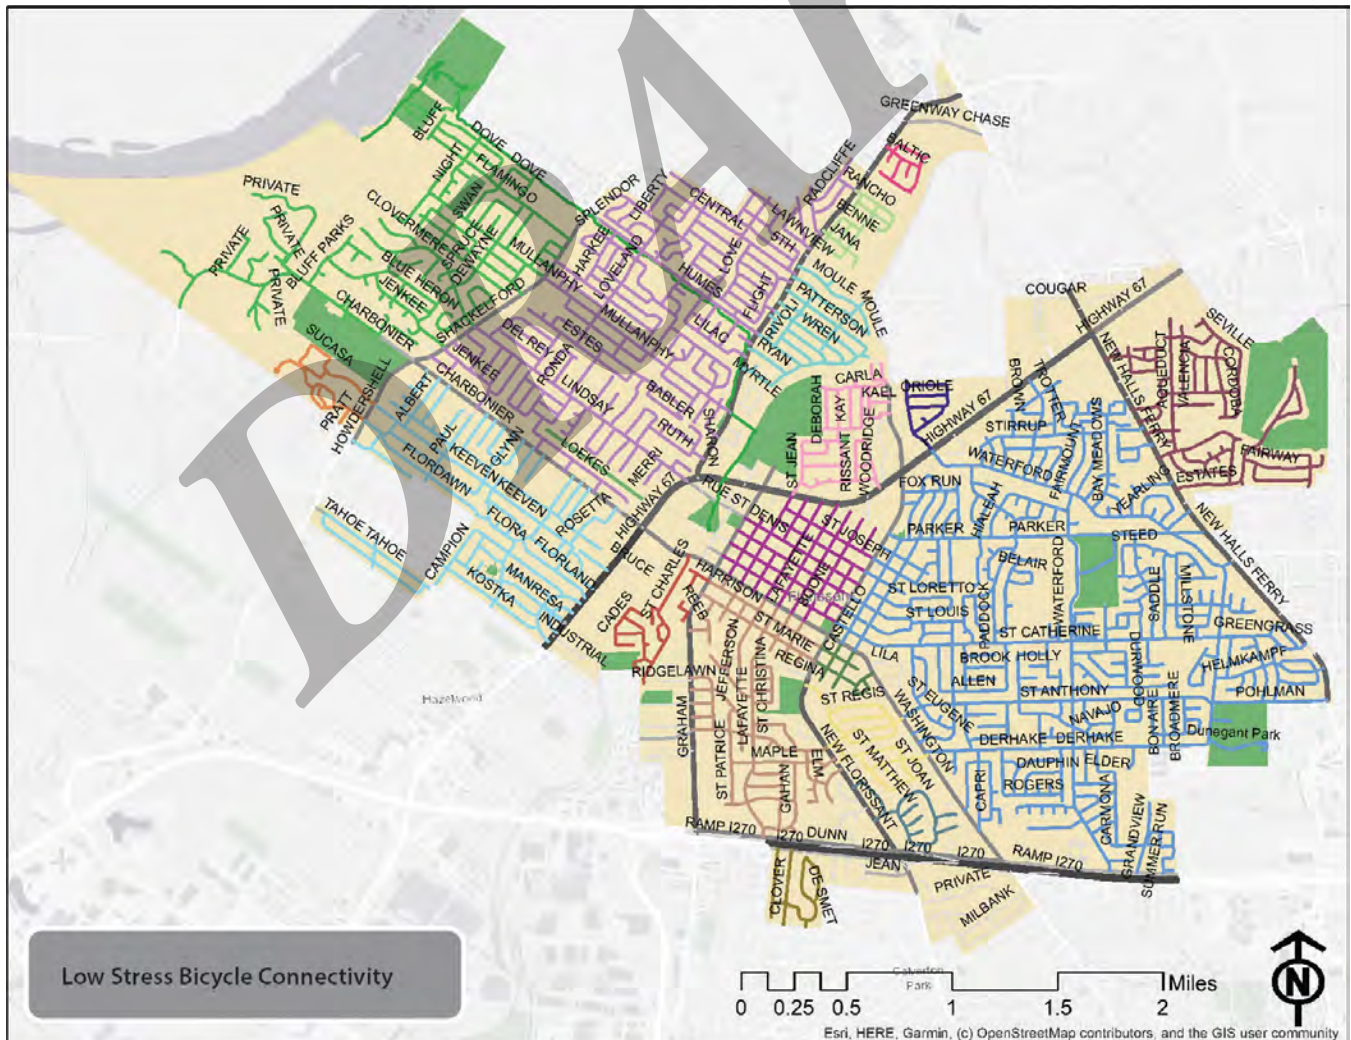 DRAFT
GREENWAY CHASE
BALTIC
BLUFF
DOVE
DOVE
NIGHT
FLAMINGO
RADCLIFFE
RANCHO
PRIVATE
SWAN
SPLENDOR
LIBERTY
CENTRAL
LAWNVIEW
BENNE
JANA
CLOVERMERE
SPRUCE
DEWAYNE
PRIVATE
PRIVATE
BLUFF PARKS
MULLANPHY
HARKEE
LOVELAND
LOVE
5TH
BLUE HERON
HUMES
FLIGHT
MOULE
MOULE
PRIVATE
JENKEE
SHACKELFORD
PATTERSON
COUGAR
HIGHWAY 67
CHARBONIER
MULLANPHY
LILAC
RIVOLI
WREN
SEVILLE
SUCASA
DEL REY
ESTES
RYAN
NEW HALLS FERRY
AQUEDUCT
VALENCIA
CORDOBA
JENKEE
RONDA
MYRTLE
CARLA
KAEL
ORIOLE
BROWN
TROTTER
PRATT
HOWDERSHELL
ALBERT
CHARBONIER
LINDSAY
BABLER
DEBORAH
KAY
HIGHWAY 67
STIRRUP
BAY MEADOWS
PAUL
GLYNN
RUTH
SHARON
ST JEAN
RISSANT
WOODRIDGE
WATERFORD
FAIRMOUNT
FAIRWAY
KEEVEN
KEEVEN
LOEKES
MERRI
FOX RUN
YEARLING
ESTATES
FLORDAWN
ROSETTA
HIGHWAY 67
RUE ST DENIS
ST JOSEPH
HIALEAH
PARKER
PARKER
STEED
NEW HALLS FERRY
TAHOE
TAHOE
FLORA
FLORLAND
LAFAYETTE
BELAIR
CAMPION
BRUCE
ST CHARLES
HARRISON
BOONE
ST LORETTO
WATERFORD
SADDLE
MILLSTONE
MANRESA
KOSTKA
CADES
REEB
Florissant
ST LOUIS
PADDOCK
GREENGRASS
INDUSTRIAL
ST MARIE
CASTELLO
ST CATHERINE
DURWOOD
HELMKAMPF
RIDGELAWN
JEFFERSON
REGINA
LILA
BROOK HOLLY
Hazelwood
LAFAYETTE
ST CHRISTINA
ALLEN
POHLMAN
ST REGIS
ST EUGENE
ST ANTHONY
GRAHAM
WASHINGTON
NAVAJO
BON AIRE
BROADMERE
Dunegant Park
ST PATRICE
MAPLE
ELM
NEW FLORISSANT
ST MATTHEW
ST JOAN
DERHAKE
DERHAKE
DAUPHIN
ELDER
GAHAN
CAPRI
ROGERS
CARMONA
RAMP I270
I270
DUNN
I270
I270
I270
RAMP I270
GRANDVIEW
SUMMER RUN
JEAN
CLOVER
DE SMET
PRIVATE
MILBANK
Low Stress Bicycle Connectivity
Calverton
Park
Miles
0 0.25 0.5 1 1.5 2
N
Esri, HERE, Garmin, (c) OpenStreetMap contributors, and the GIS user community